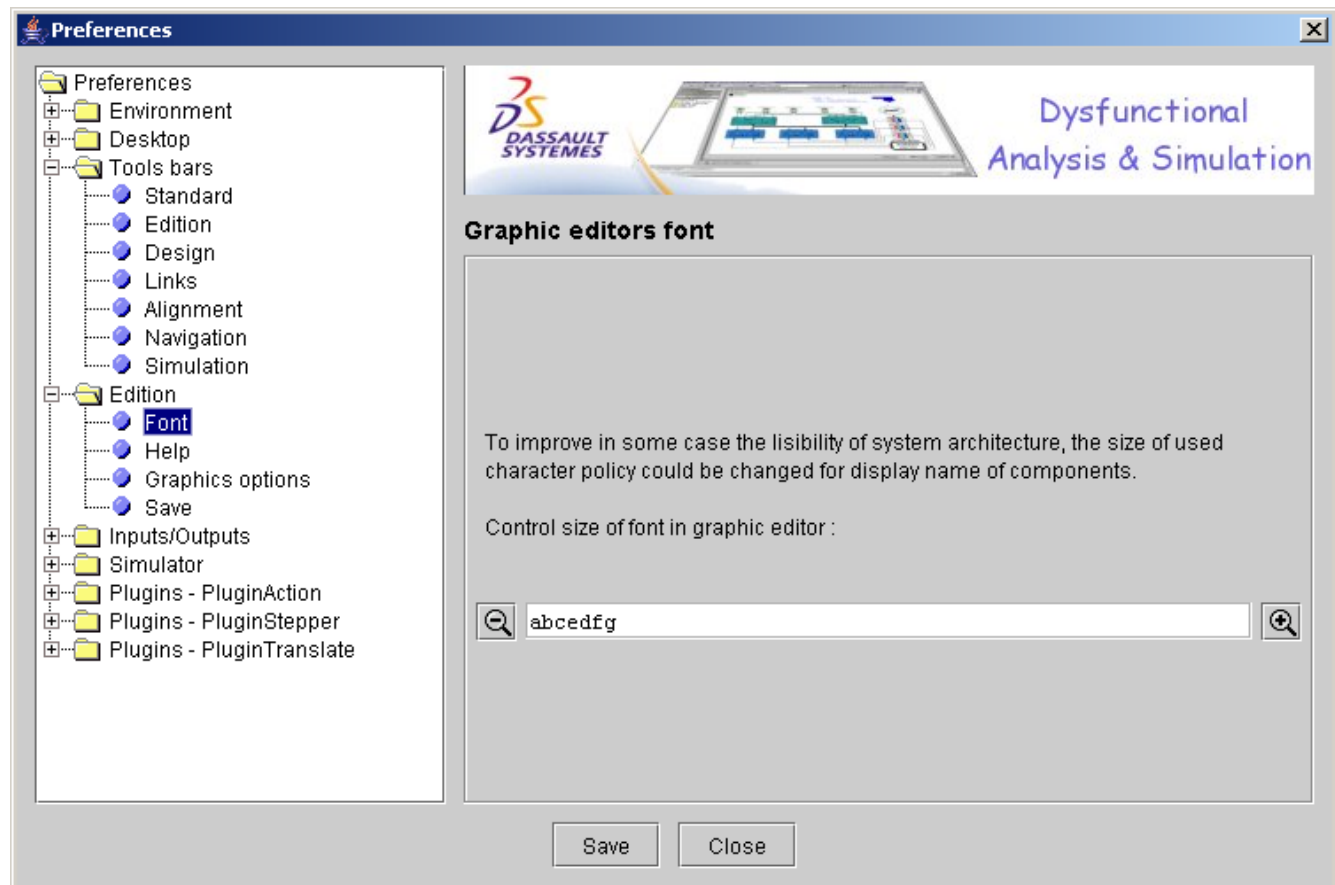 Preferences
Preferences
Environment
Desktop
Tools bars
Standard
Edition
Design
Links
Alignment
Navigation
Simulation
Edition
Font
Help
Graphics options
Save
Inputs/Outputs
Simulator
Plugins - PluginAction
Plugins - PluginStepper
Plugins - PluginTranslate
DASSAULT
SYSTEMES
Dysfunctional
Analysis & Simulation
Graphic editors font
To improve in some case the lisibility of system architecture, the size of used
character policy could be changed for display name of components.
Control size of font in graphic editor :
abcedfg
Save
Close